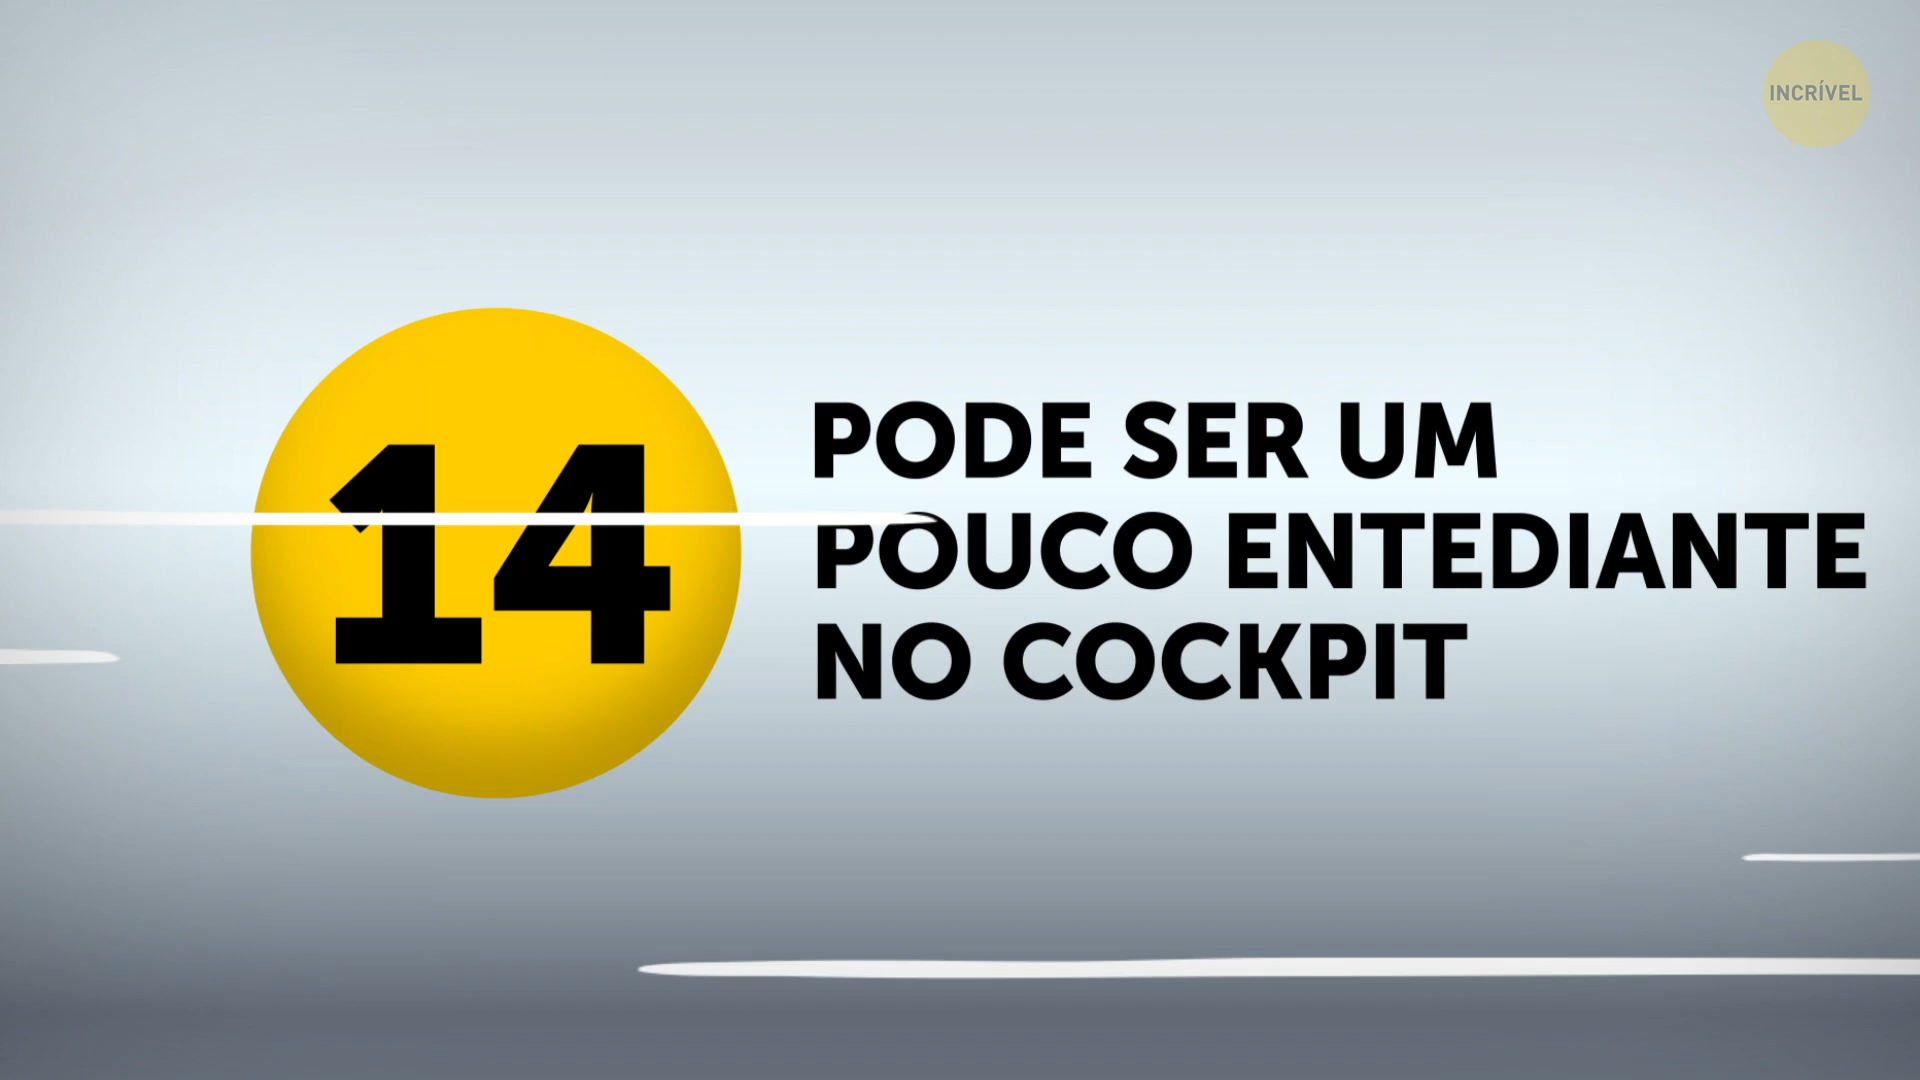 INCRÍVEL
14
PODE SER UM
POUCO ENTEDIANTE
NO COCKPIT